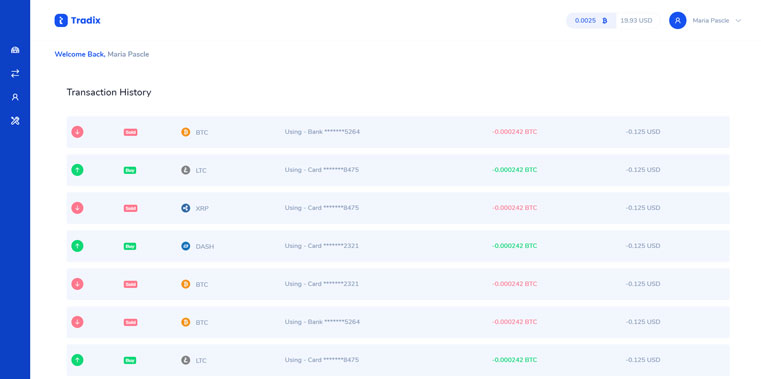 Tradix
0.0025 19.93 USD Maria Pascle
Welcome Back, Maria Pascle
Transaction History
Sold BTC Using - Bank *******5264 -0.000242 BTC -0.125 USD
Buy LTC Using - Card *******8475 -0.000242 BTC -0.125 USD
Sold XRP Using - Card *******8475 -0.000242 BTC -0.125 USD
Buy DASH Using - Card *******2321 -0.000242 BTC -0.125 USD
Sold BTC Using - Card *******2321 -0.000242 BTC -0.125 USD
Sold BTC Using - Bank *******5264 -0.000242 BTC -0.125 USD
Buy LTC Using - Card *******8475 -0.000242 BTC -0.125 USD